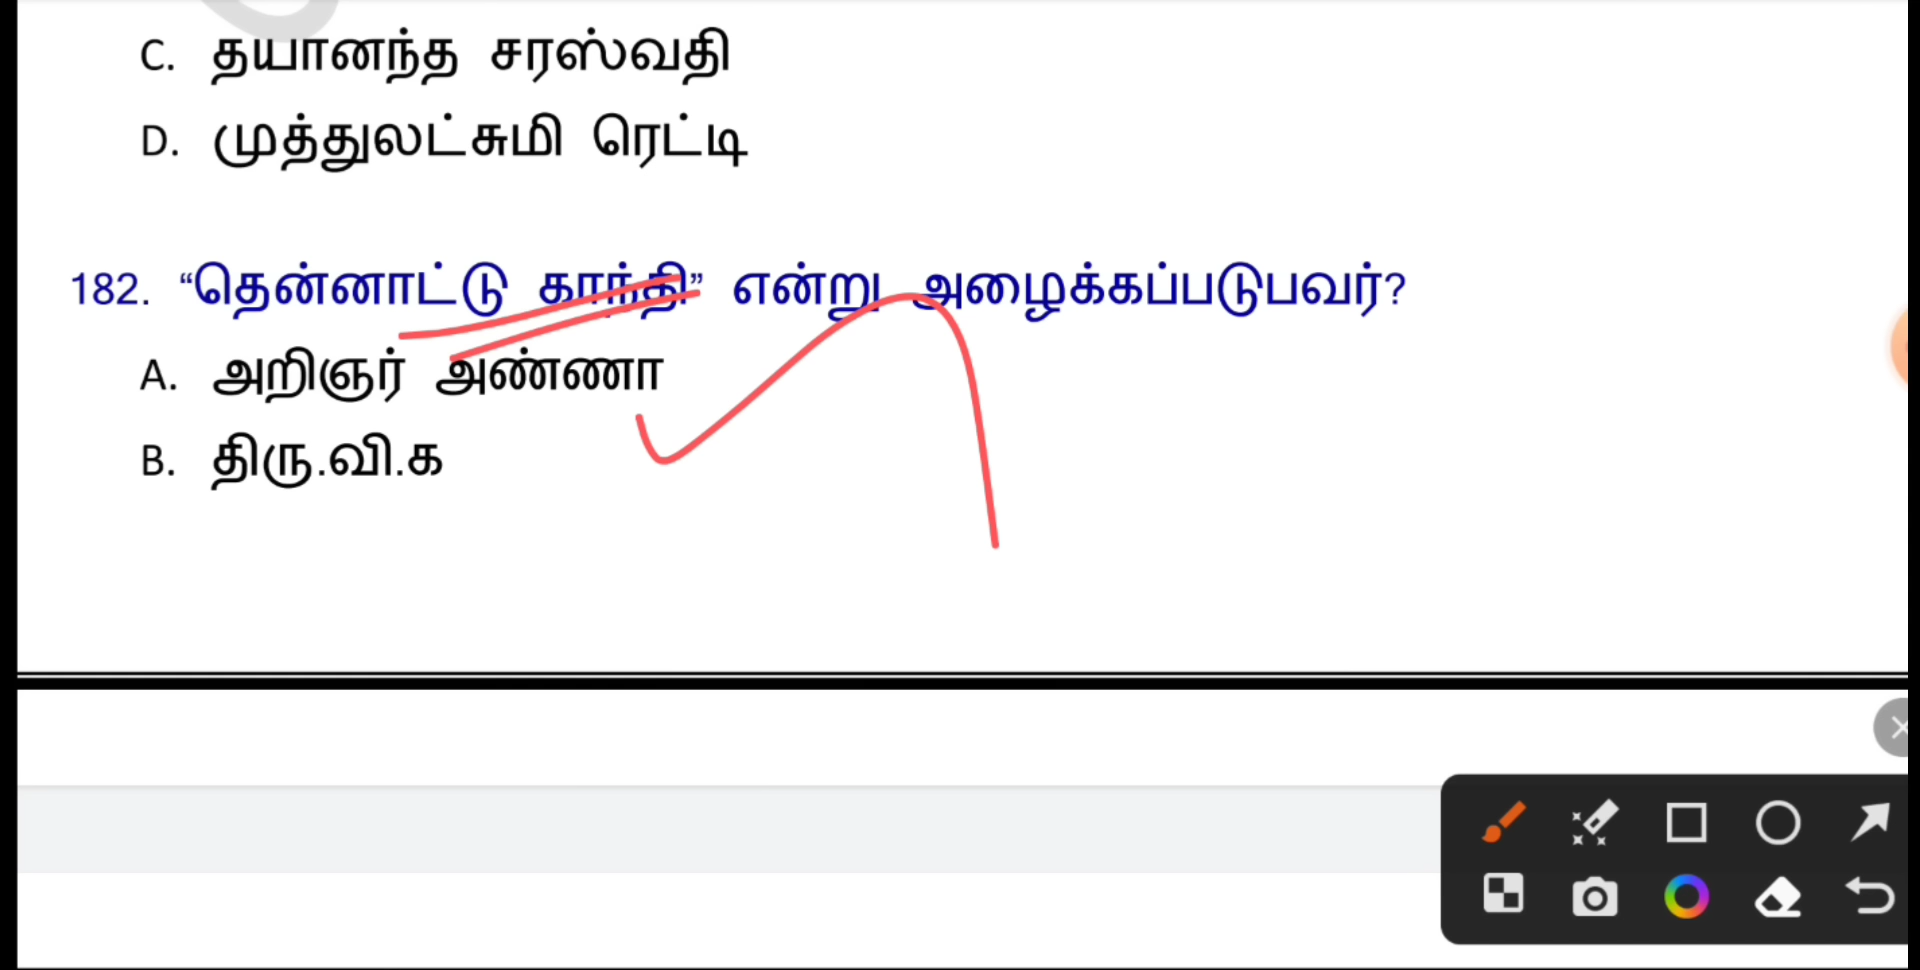 C. தயானந்த சரஸ்வதி
D. முத்துலட்சுமி ரெட்டி
182. “தென்னாட்டு காந்தி” என்று அழைக்கப்படுபவர்?
A. அறிஞர் அண்ணா
B. திரு.வி.க